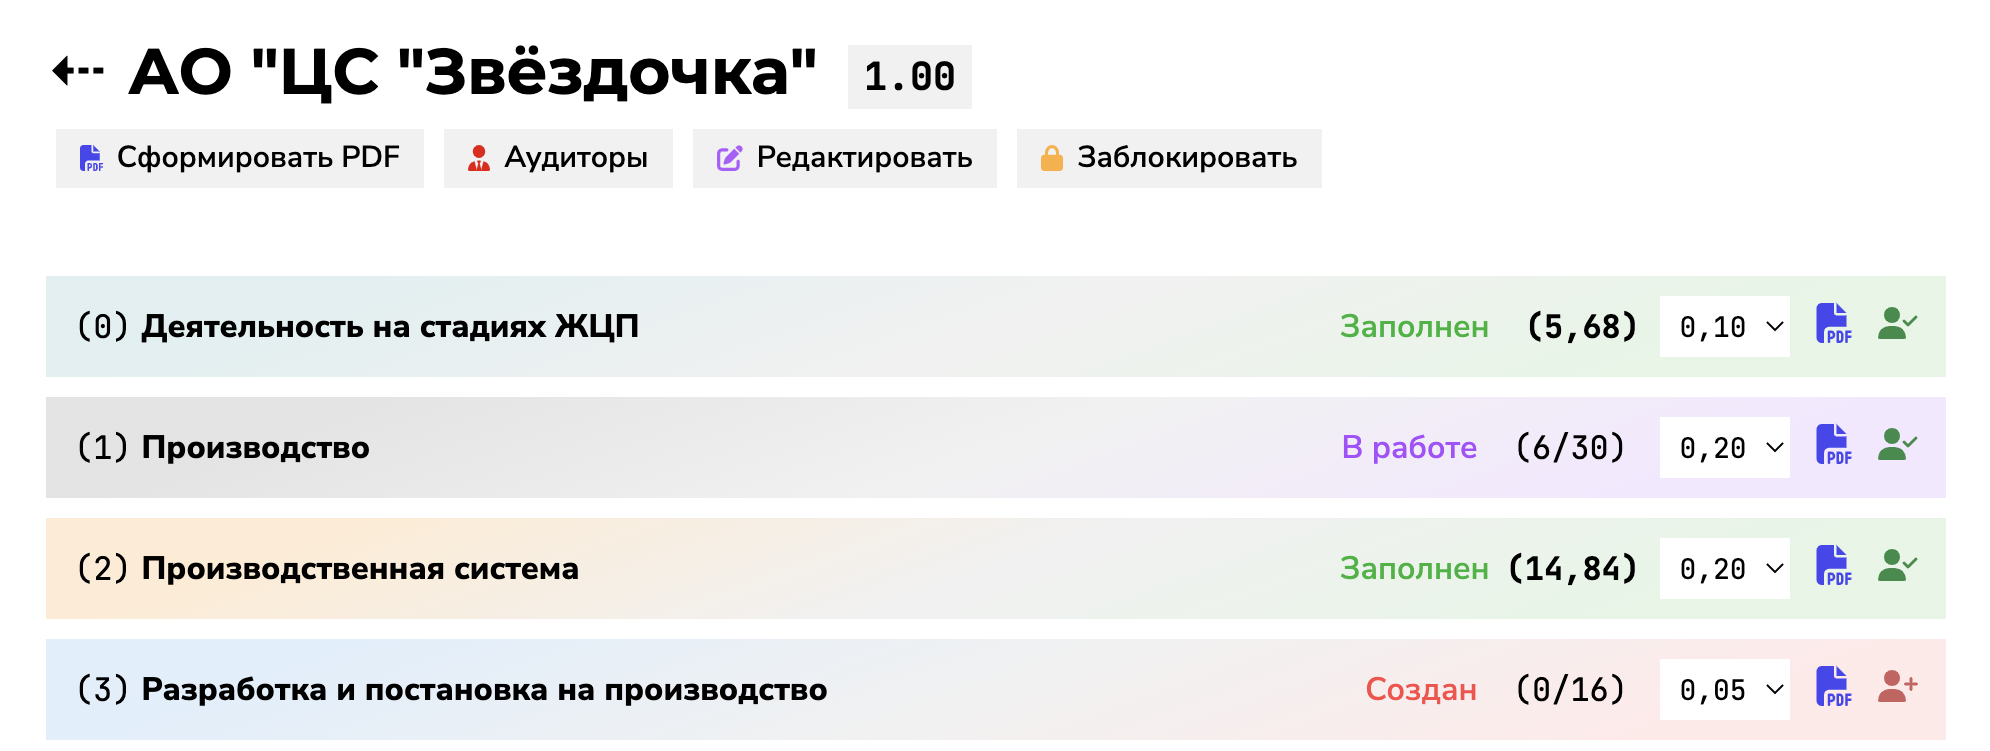 АО "ЦС "Звёздочка" 1.00
Сформировать PDF Аудиторы Редактировать Заблокировать
(0) Деятельность на стадиях ЖЦП Заполнен (5,68) 0,10 PDF
(1) Производство В работе (6/30) 0,20 PDF
(2) Производственная система Заполнен (14,84) 0,20 PDF
(3) Разработка и постановка на производство Создан (0/16) 0,05 PDF